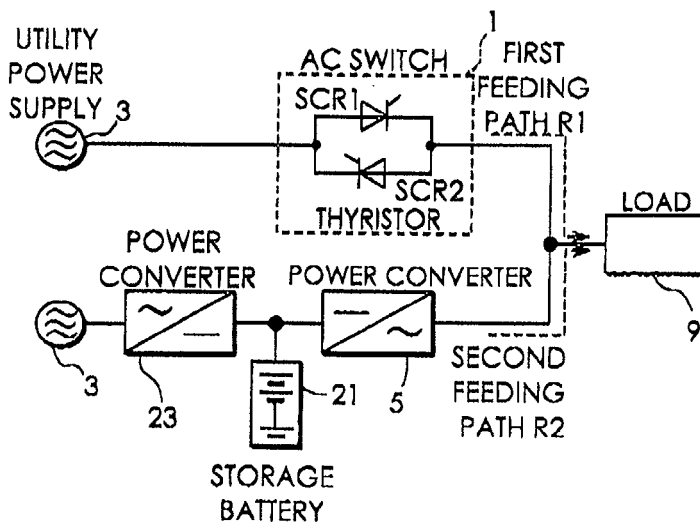 UTILITY
POWER
SUPPLY
3
AC SWITCH
1
SCR1
SCR2
THYRISTOR
FIRST
FEEDING
PATH R1
LOAD
9
POWER
CONVERTER
POWER CONVERTER
3
23
21
5
SECOND
FEEDING
PATH R2
STORAGE
BATTERY